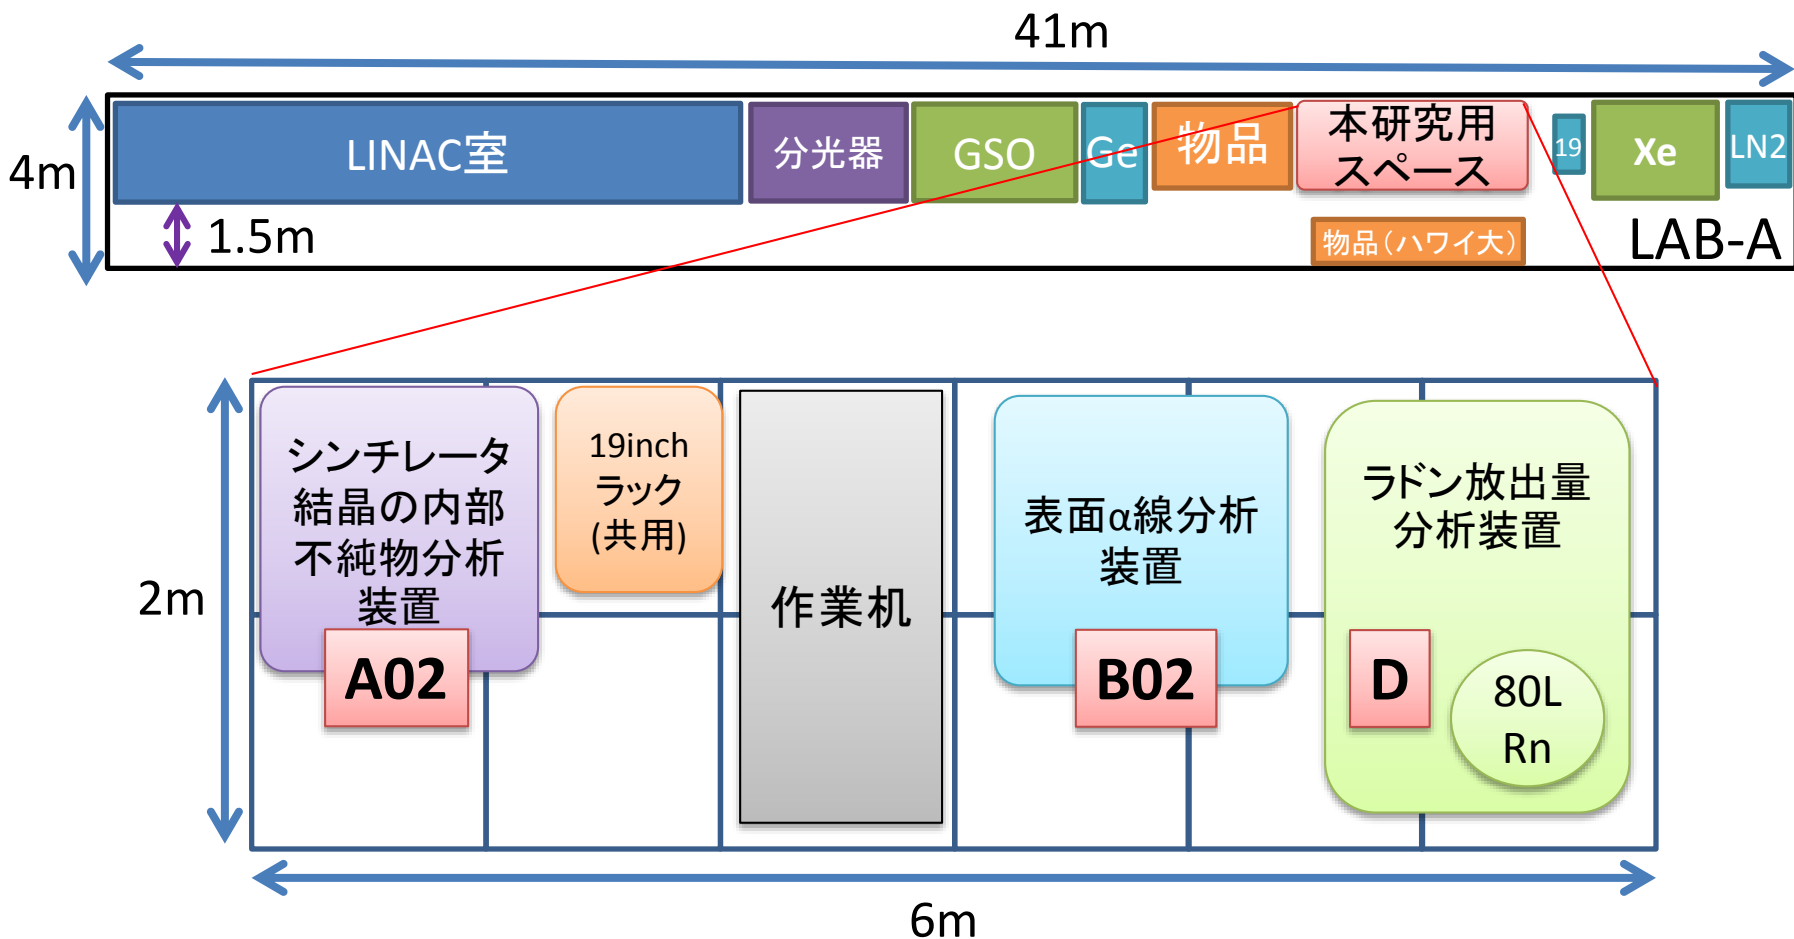 41m
4m
LINAC室
分光器
GSO
Ge
物品
本研究用
スペース
19
Xe
LN2
1.5m
物品（ハワイ大）
LAB-A
シンチレータ
結晶の内部
不純物分析
装置
A02
19inch
ラック
(共用)
作業机
表面α線分析
装置
B02
ラドン放出量
分析装置
D
80L
Rn
2m
6m